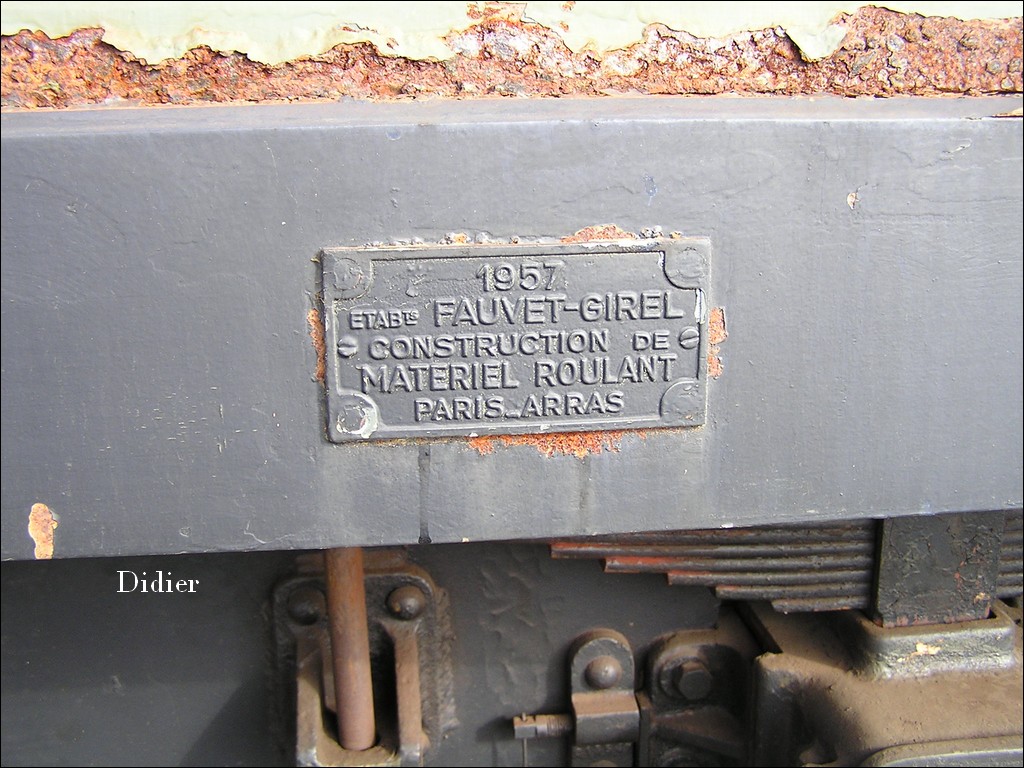 1957
ETABTS FAUVET-GIREL
CONSTRUCTION DE
MATERIEL ROULANT
PARIS_ARRAS
Didier